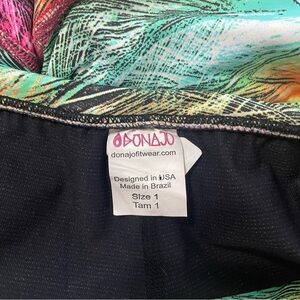 DONAJO
donajofitwear.com
Designed in USA
Made in Brazil
Size 1
Tam 1